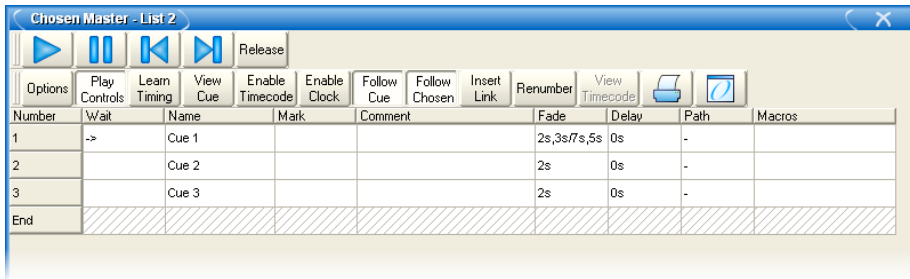 Chosen Master - List 2
Release
Options Play Controls Learn Timing View Cue Enable Timecode Enable Clock Follow Cue Follow Chosen Insert Link Renumber View Timecode
Number Wait Name Mark Comment Fade Delay Path Macros
1 -> Cue 1 2s,3s/7s,5s 0s -
2 Cue 2 2s 0s -
3 Cue 3 2s 0s -
End